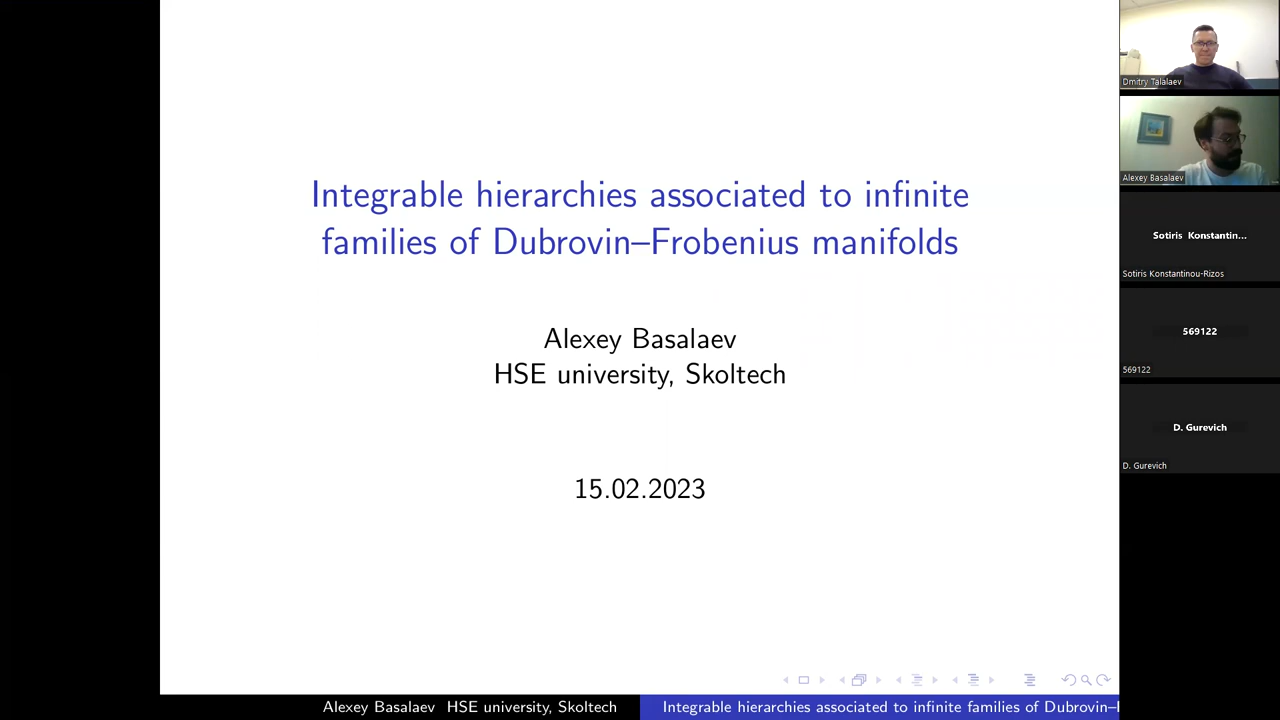 Integrable hierarchies associated to infinite
families of Dubrovin–Frobenius manifolds
Alexey Basalaev
HSE university, Skoltech
15.02.2023
Alexey Basalaev HSE university, Skoltech
Integrable hierarchies associated to infinite families of Dubrovin–F
Dmitry Talalaev
Alexey Basalaev
Sotiris Konstantin...
Sotiris Konstantinou-Rizos
569122
569122
D. Gurevich
D. Gurevich